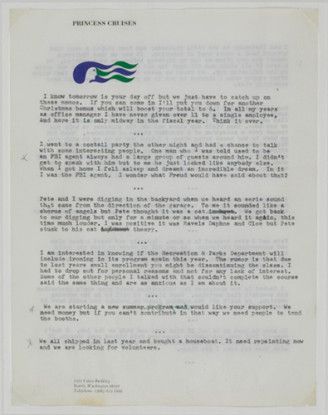 PRINCESS CRUISES
I know tomorrow is your day off but we just have to catch up on
these memos. If you can come in I'll put you down for another
Christmas bonus which will boost your total to 8. In all my years
as office manager I have never given over 11 to a single employee,
and here it is only midway in the fiscal year. Think it over.
***
I went to a cocktail party the other night and had a chance to talk
with some interesting people. One man who I was told used to be
an FBI agent always had a large group of guests around him. I didn't
get to speak with him but to me he just looked like anybody else.
When I got home I fell asleep and dreamt an incredible dream. In it
I was the FBI agent. I wonder what Freud would have said about that?
***
Pete and I were digging in the backyard when we heard an eerie sound
that came from the direction of the garage. To me it sounded like a
chorus of angels but Pete thought it was a cat. We got back
to our digging but only for a minute or so when we heard it again, this
time much louder. I was positive it was Bebe Daphne and Cloe but Pete
stuck to his cat theory.
***
I am interested in knowing if the Recreation & Parks Department will
include ironing in its program again this year. The rumor is that due
to last years small enrollment you might be discontinuing the class. I
had to drop out for personal reasons and not for any lack of interest.
Some of the other people I talked with that couldn't complete the course
said the same thing and are as anxious as I am about it.
***
We are starting a new summer program and would like your support. We
need money but if you can't contribute in that way we need people to tend
the booths.
***
We all chipped in last year and bought a houseboat. It need repainting now
and we are looking for volunteers.